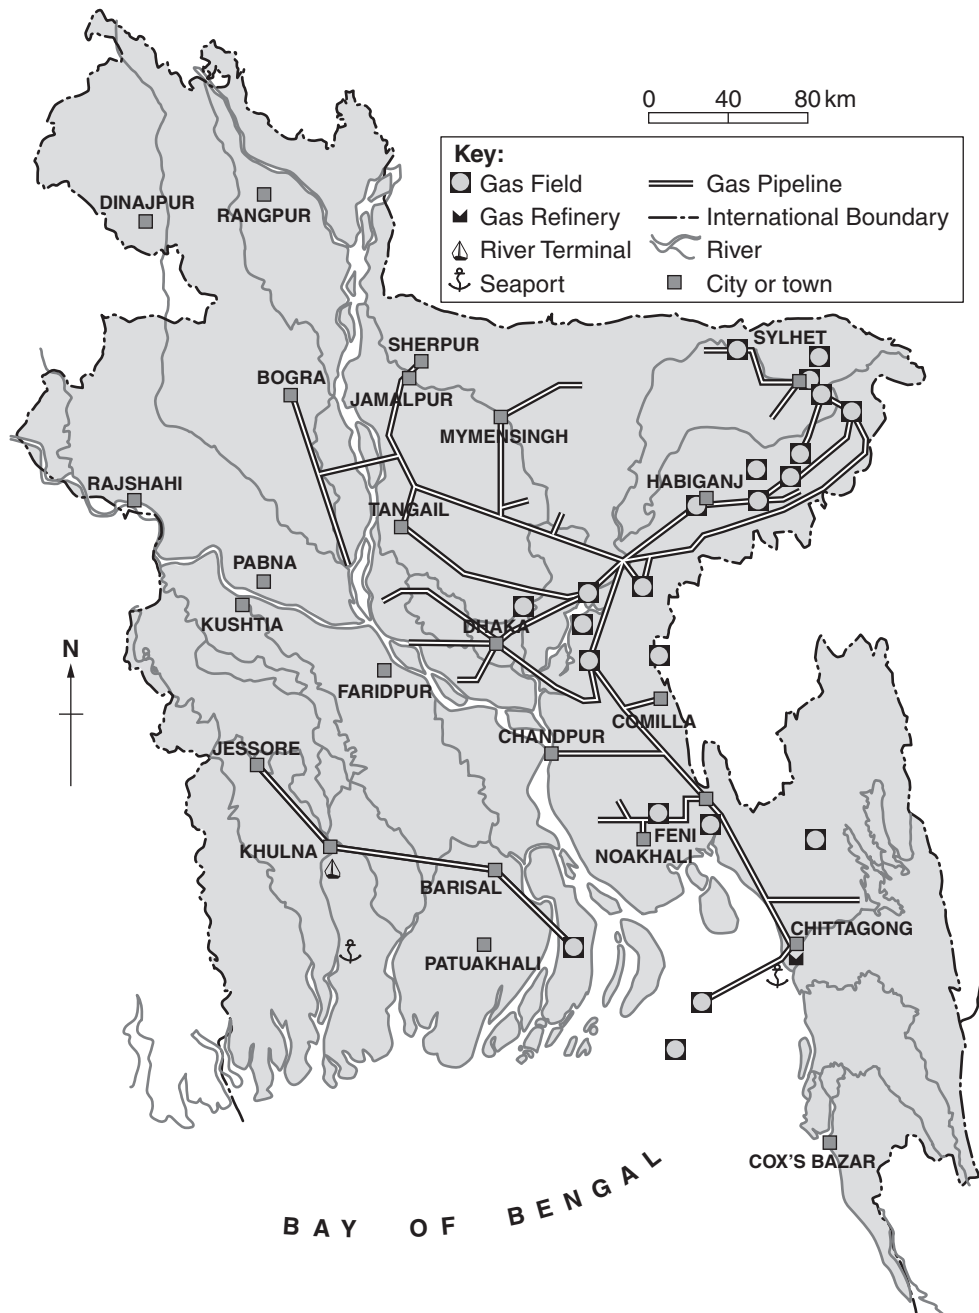 0 40 80 km
Key:
Gas Field
Gas Pipeline
Gas Refinery
International Boundary
River Terminal
River
Seaport
City or town
DINAJPUR
RANGPUR
SYLHET
SHERPUR
BOGRA
JAMALPUR
MYMENSINGH
RAJSHAHI
HABIGANJ
TANGAIL
PABNA
KUSHTIA
DHAKA
N
FARIDPUR
COMILLA
CHANDPUR
JESSORE
FENI
KHULNA
NOAKHALI
BARISAL
CHITTAGONG
PATUAKHALI
COX'S BAZAR
BAY OF BENGAL